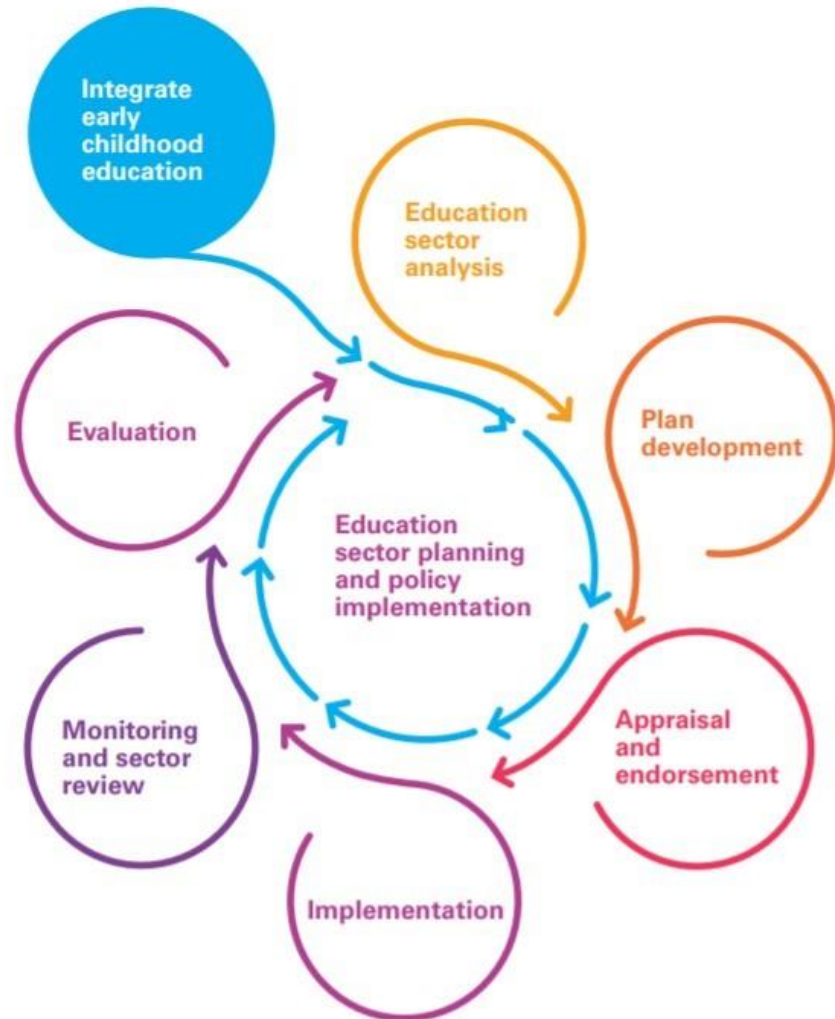 Integrate
early
childhood
education
Education
sector
analysis
Plan
development
Appraisal
and
endorsement
Implementation
Monitoring
and sector
review
Evaluation
Education
sector planning
and policy
implementation